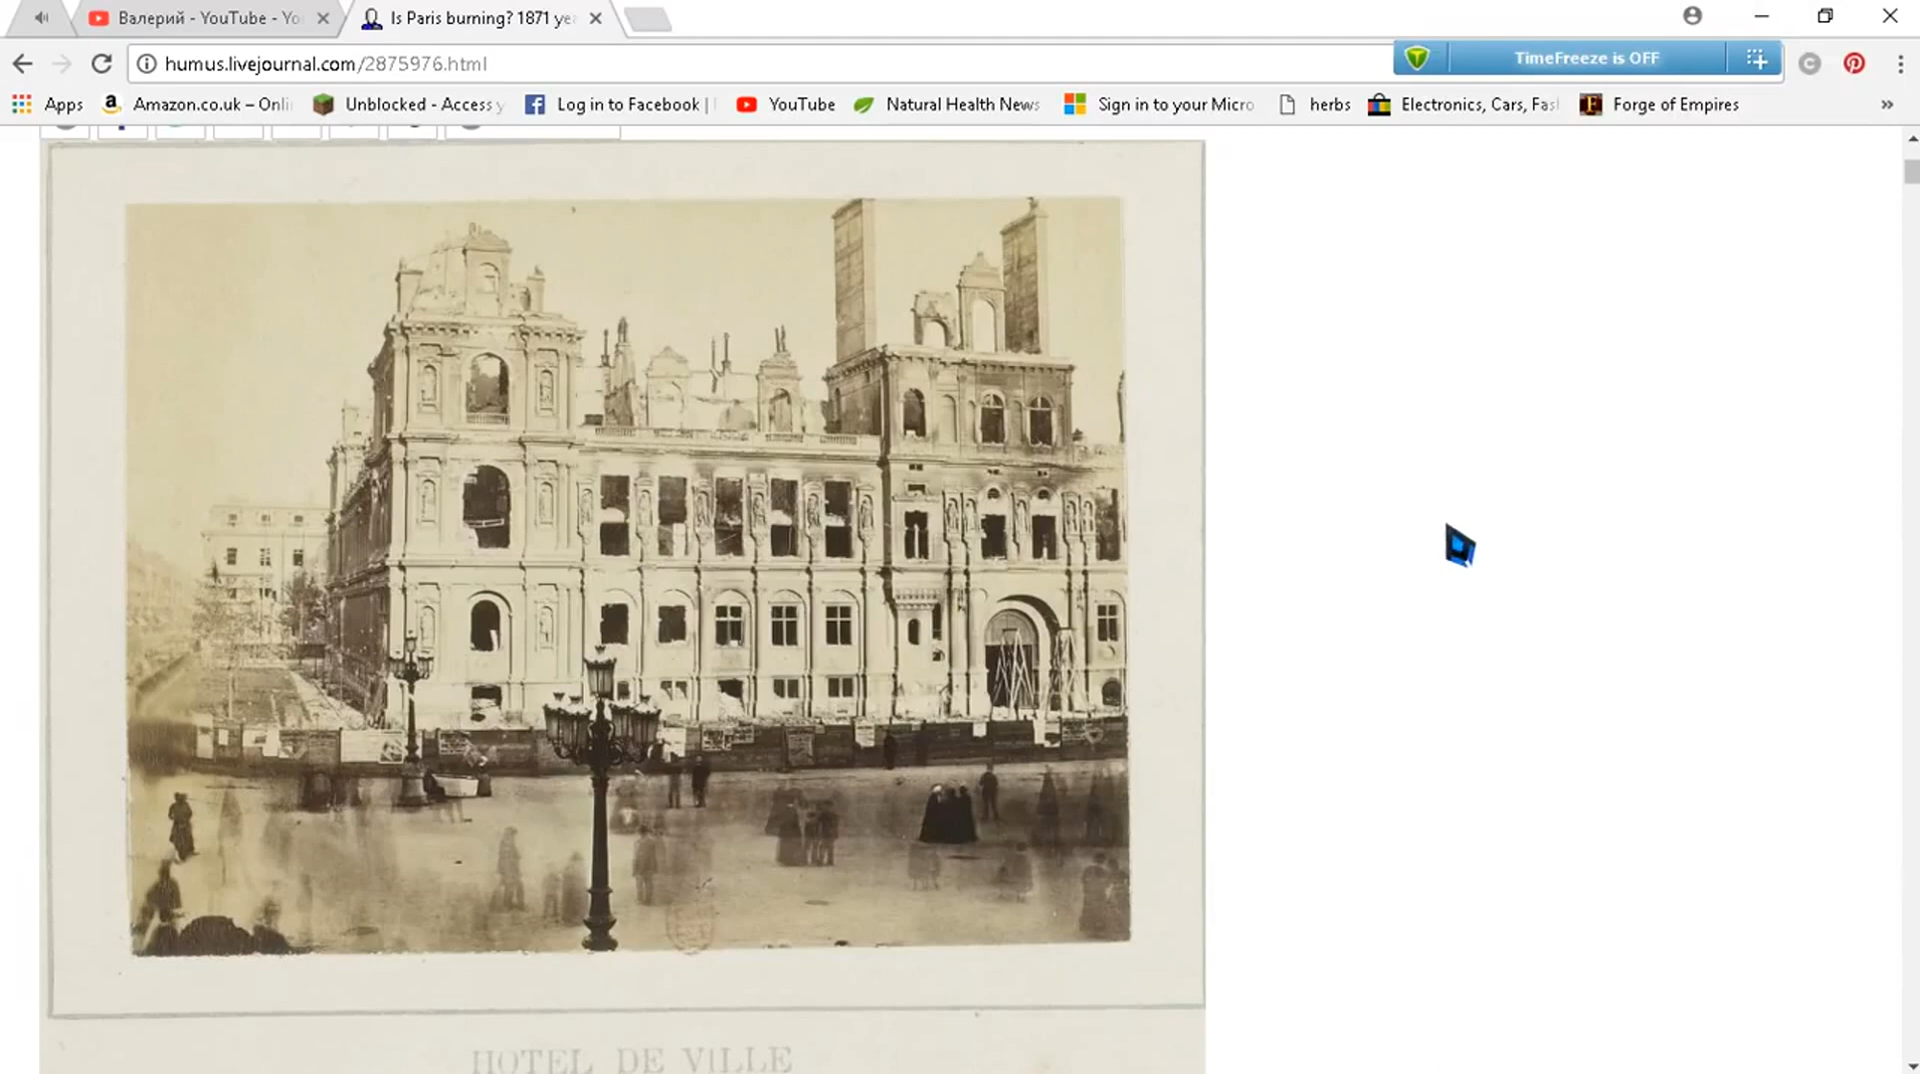 Валерий - YouTube - Yo
Is Paris burning? 1871 yea
humus.livejournal.com/2875976.html
TimeFreeze is OFF
Apps
Amazon.co.uk – Onli
Unblocked - Access y
Log in to Facebook |
YouTube
Natural Health News
Sign in to your Micro
herbs
Electronics, Cars, Fas
Forge of Empires
»
HOTEL DE VILLE